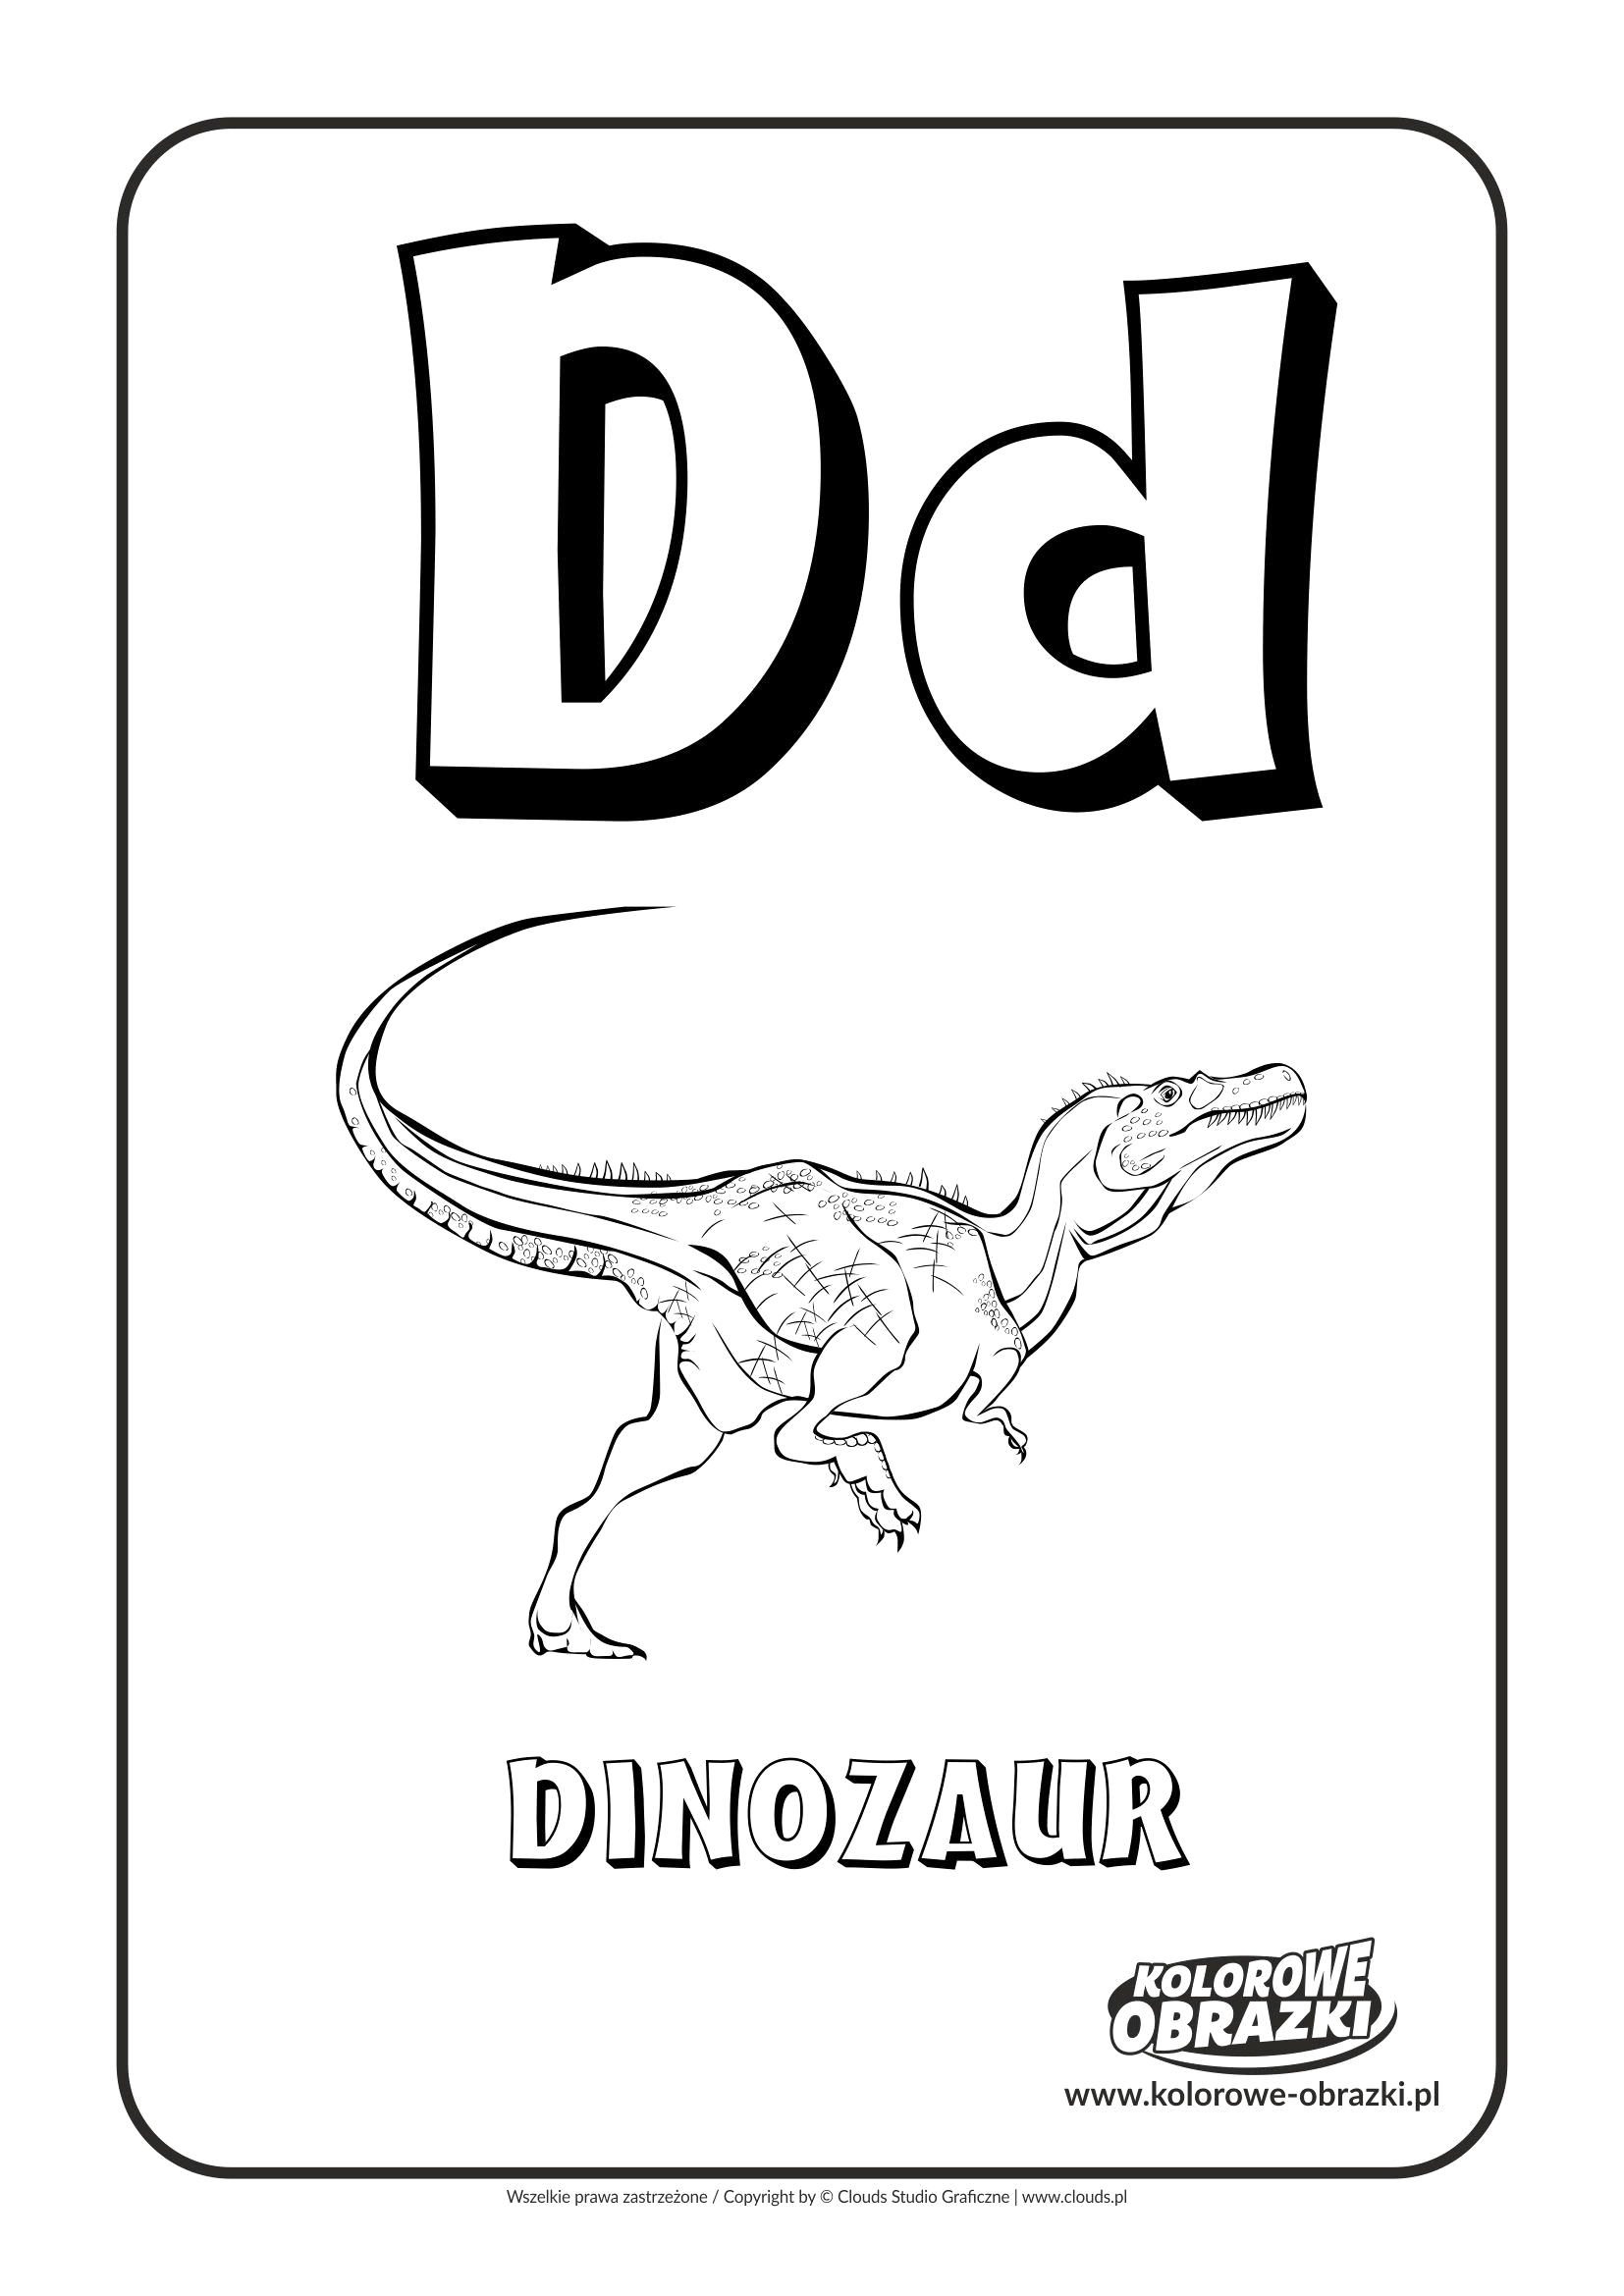 Dd
DINOZAUR
KOLOROWE
OBRAZKI
www.kolorowe-obrazki.pl
Wszelkie prawa zastrzeżone / Copyright by © Clouds Studio Graficzne | www.clouds.pl